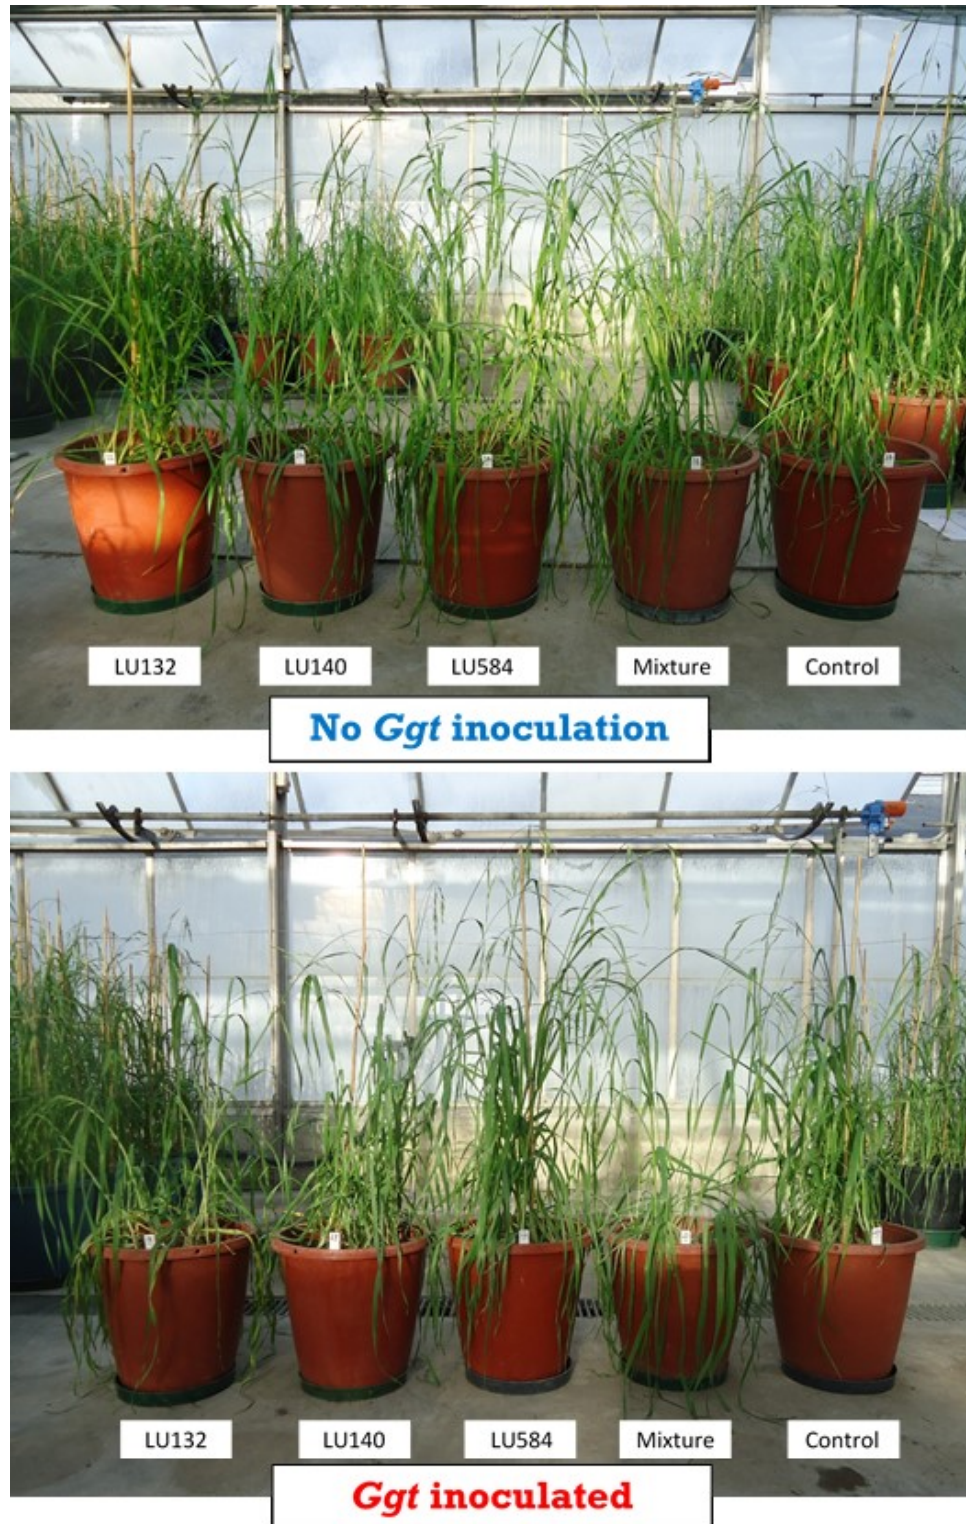 LU132
LU140
LU584
Mixture
Control
No Ggt inoculation
LU132
LU140
LU584
Mixture
Control
Ggt inoculated